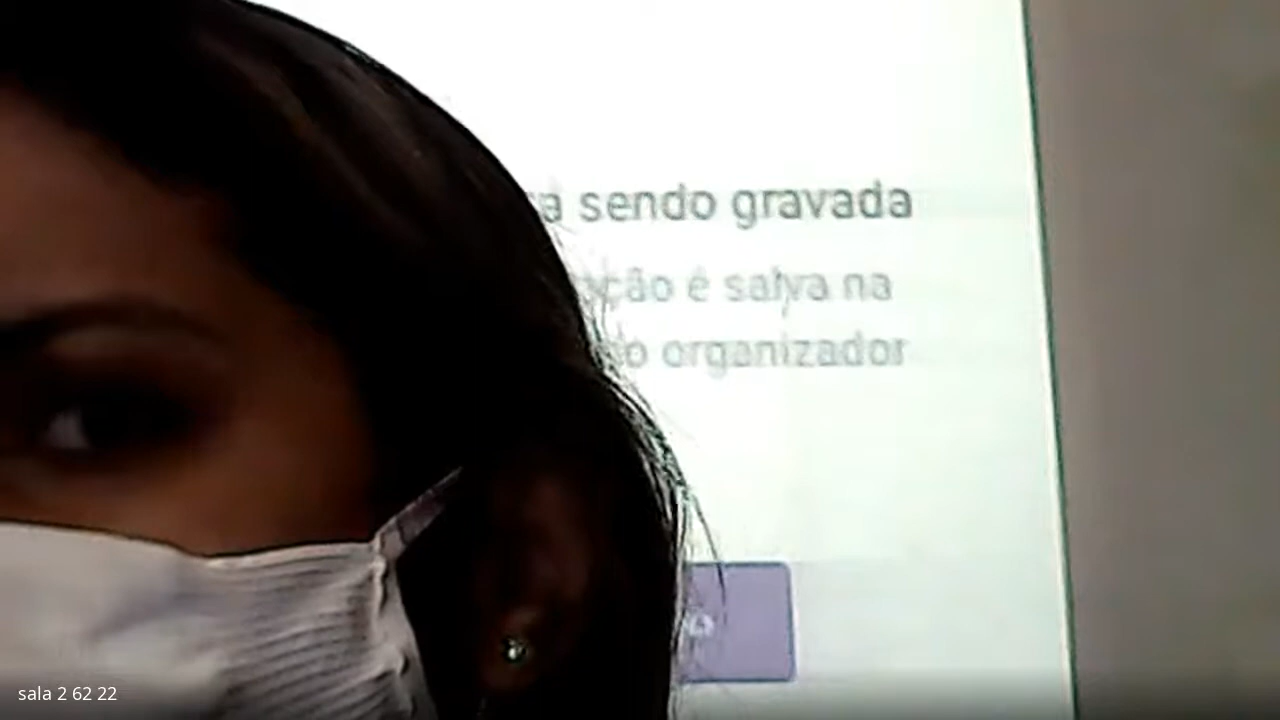 sendo gravada
é salva na
organizador
sala 2 62 22